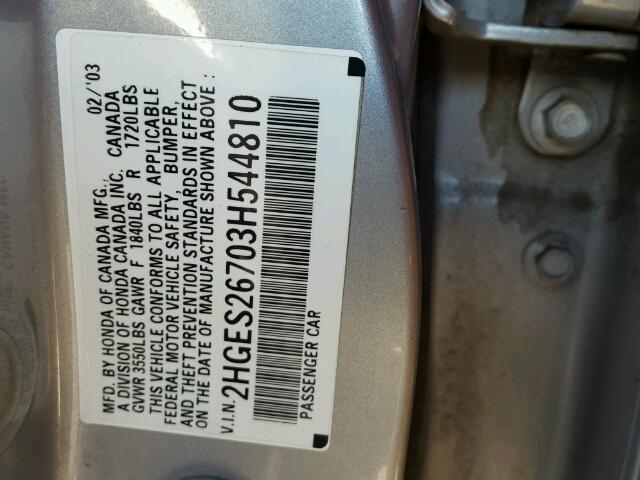 MFD. BY HONDA OF CANADA MFG., 02/'03
A DIVISION OF HONDA CANADA INC. CANADA
GVWR 3550LBS GAWR F 1840LBS R 1720LBS
THIS VEHICLE CONFORMS TO ALL APPLICABLE
FEDERAL MOTOR VEHICLE SAFETY, BUMPER,
AND THEFT PREVENTION STANDARDS IN EFFECT
ON THE DATE OF MANUFACTURE SHOWN ABOVE :
V.I.N. 2HGES26703H544810
PASSENGER CAR